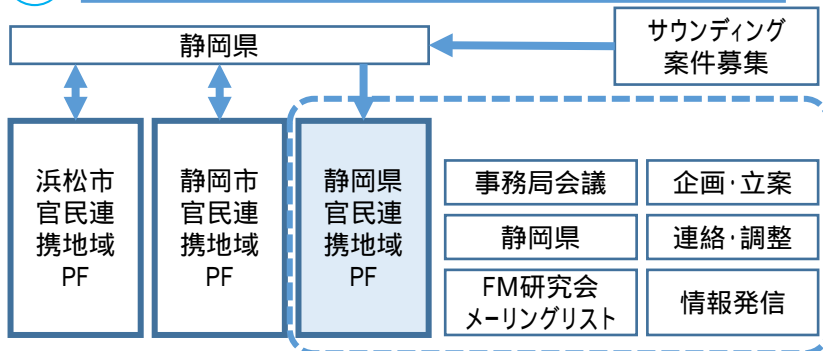 静岡県
サウンディング
案件募集
浜松市
官民連
携地域
PF
静岡市
官民連
携地域
PF
静岡県
官民連
携地域
PF
事務局会議
企画･立案
静岡県
連絡･調整
FM研究会
メーリングリスト
情報発信